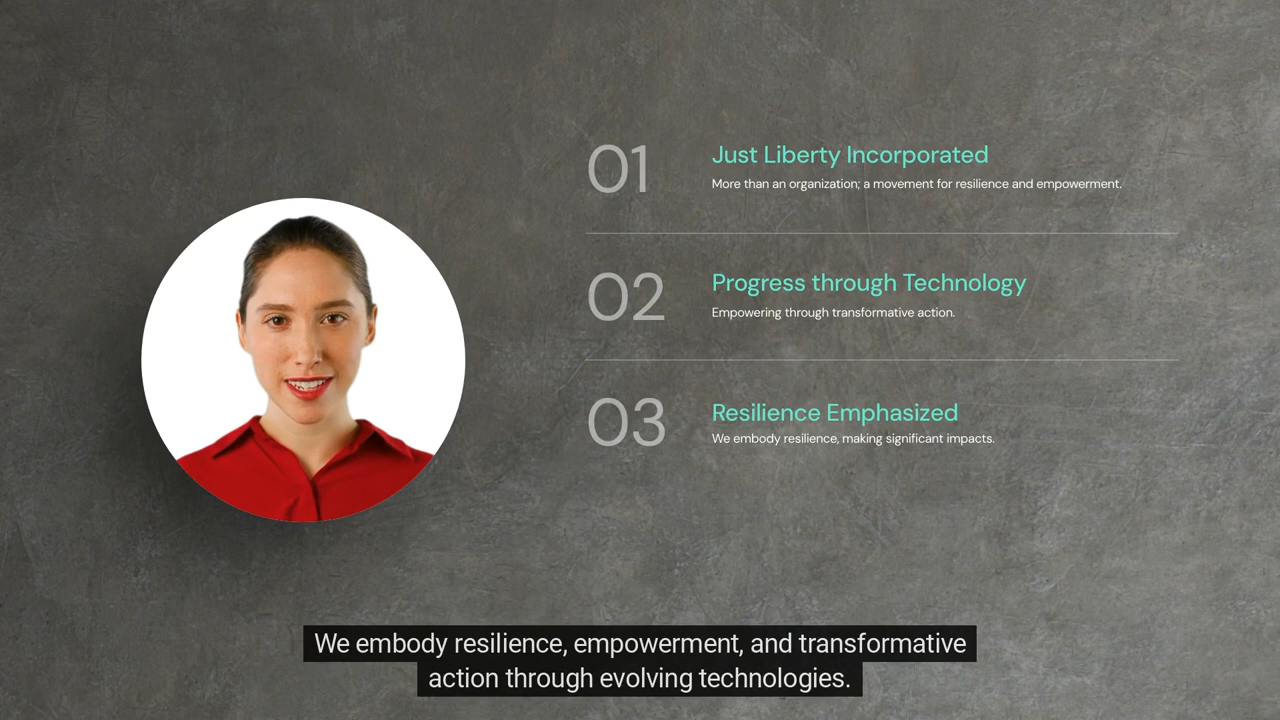 01
Just Liberty Incorporated
More than an organization; a movement for resilience and empowerment.
02
Progress through Technology
Empowering through transformative action.
03
Resilience Emphasized
We embody resilience, making significant impacts.
We embody resilience, empowerment, and transformative
action through evolving technologies.